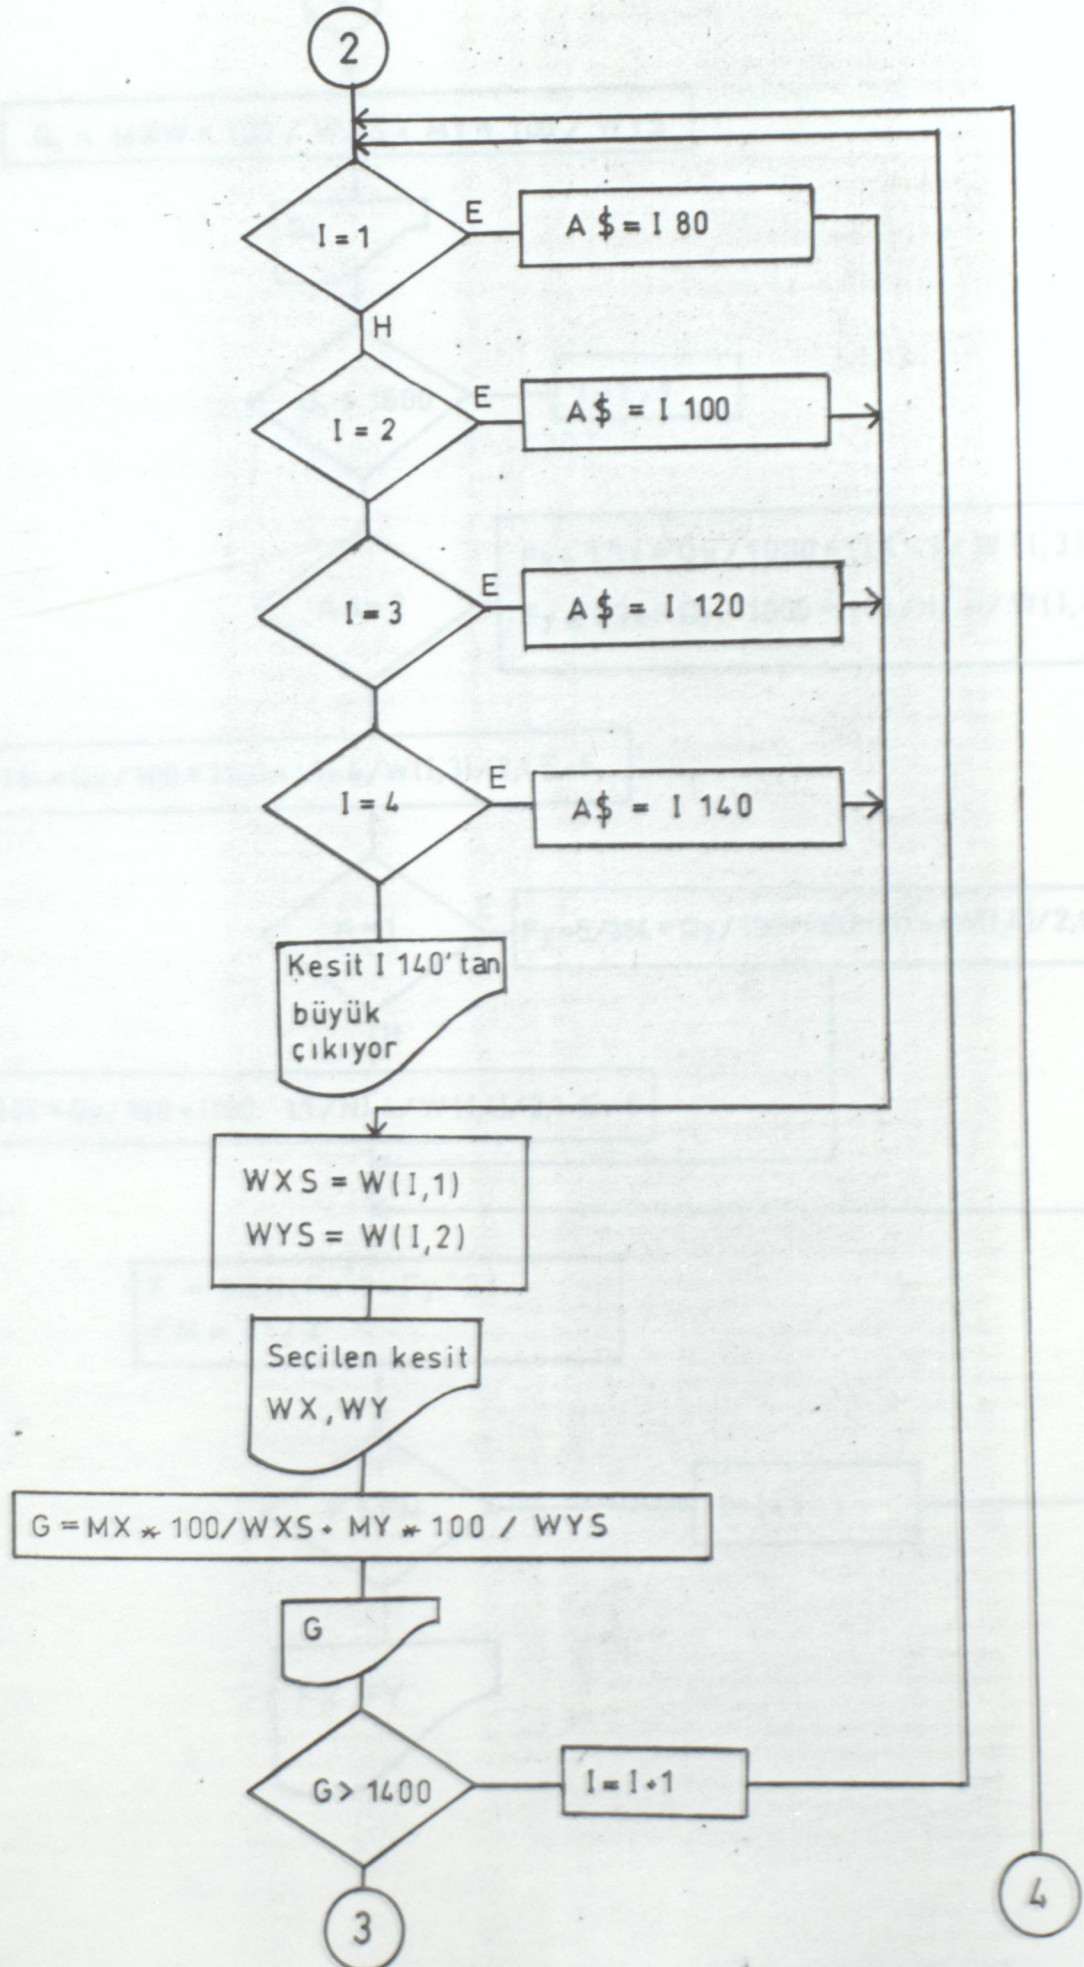 2
I = 1
E
A $ = I 80
H
I = 2
E
A $ = I 100
I = 3
E
A $ = I 120
I = 4
E
A $ = I 140
Kesit I 140'tan
büyük
çıkıyor
WXS = W(I,1)
WYS = W(I,2)
Seçilen kesit
WX, WY
G = MX * 100/WXS + MY * 100 / WYS
G
G > 1400
I = I + 1
3
4